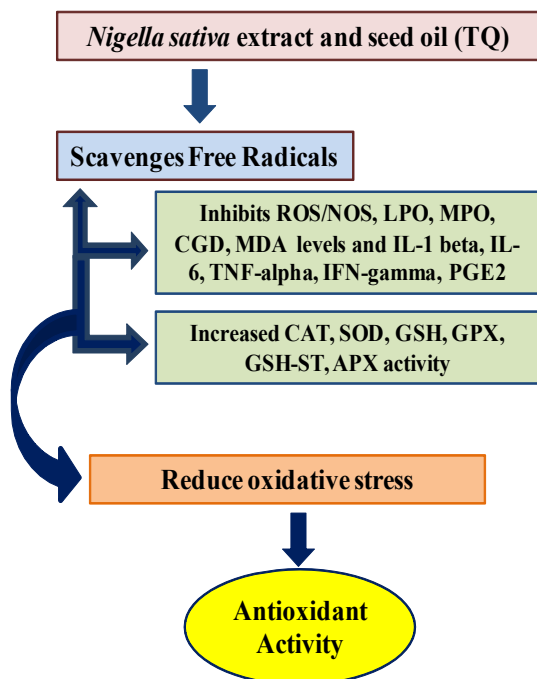 Nigella sativa extract and seed oil (TQ)
Scavenges Free Radicals
Inhibits ROS/NOS, LPO, MPO,
CGD, MDA levels and IL-1 beta, IL-
6, TNF-alpha, IFN-gamma, PGE2
Increased CAT, SOD, GSH, GPX,
GSH-ST, APX activity
Reduce oxidative stress
Antioxidant
Activity